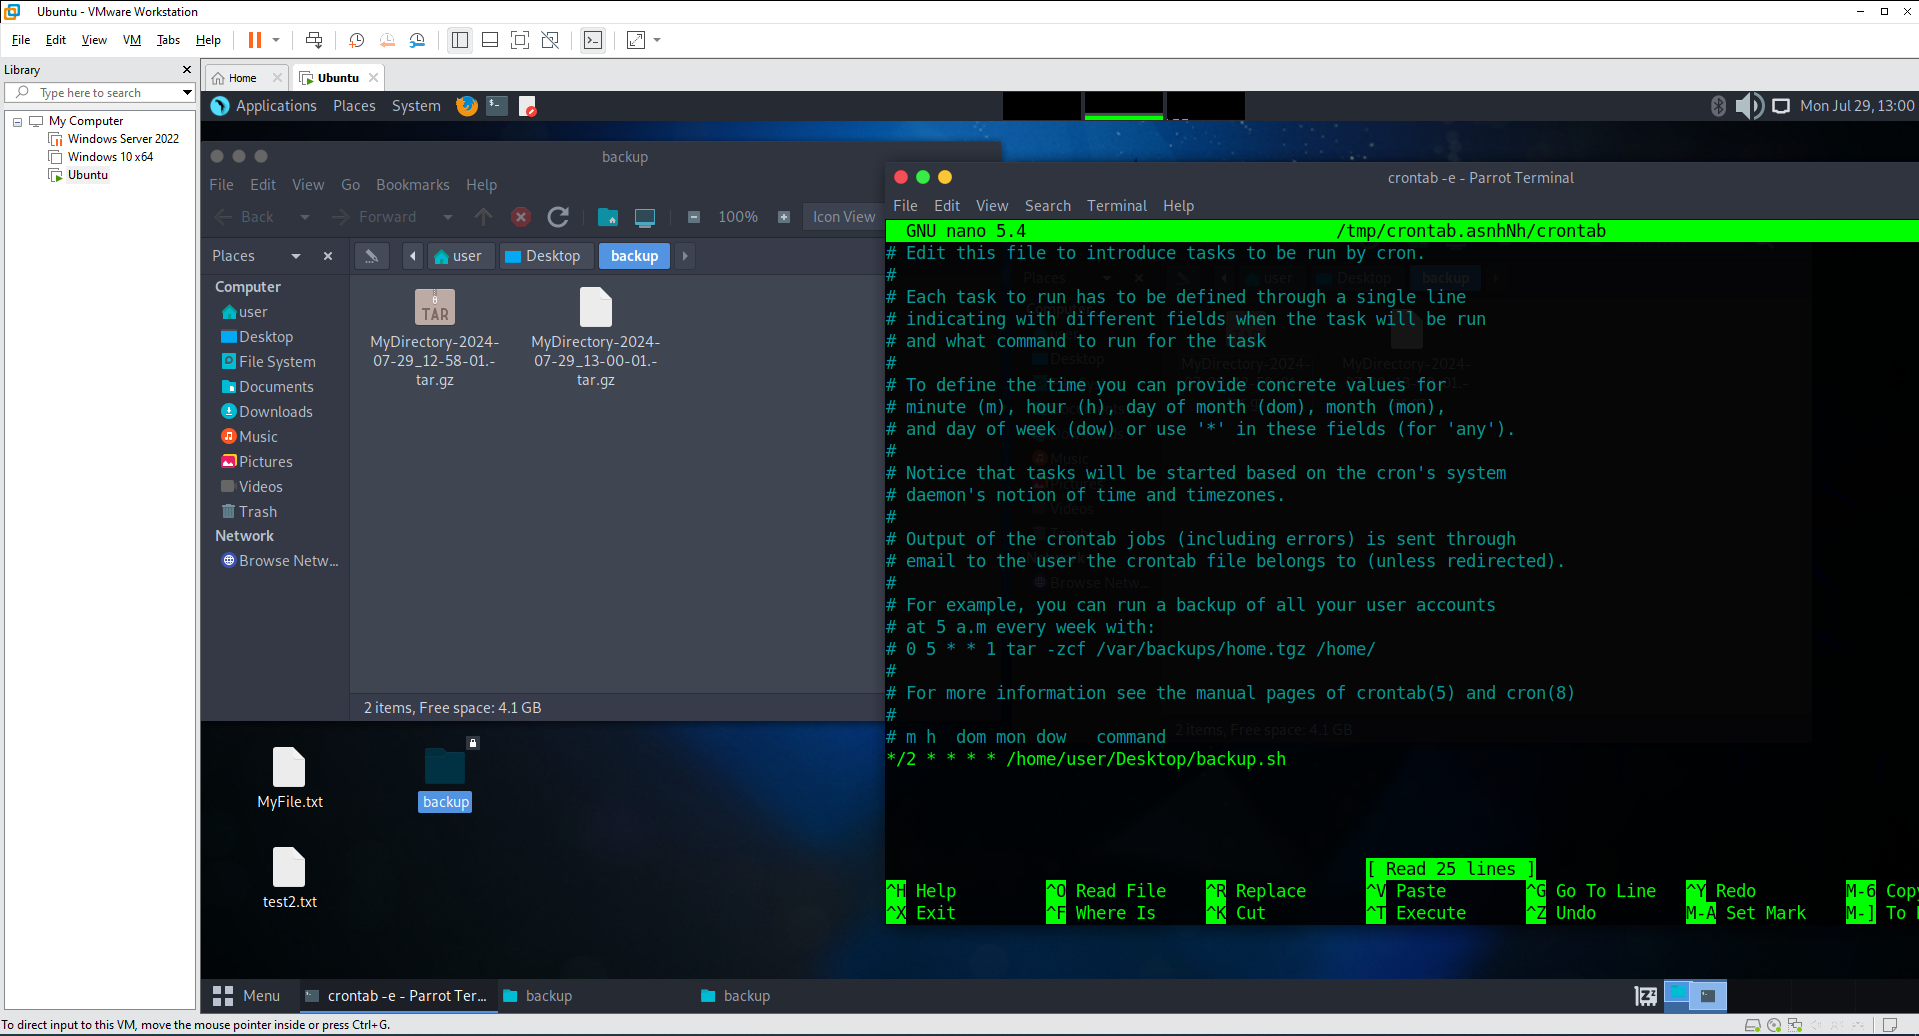 Ubuntu - VMware Workstation
File Edit View VM Tabs Help
Library
Type here to search
My Computer
Windows Server 2022
Windows 10 x64
Ubuntu
Home
Ubuntu
Applications Places System
Mon Jul 29, 13:00
backup
File Edit View Go Bookmarks Help
Back Forward 100% Icon View
Places
user Desktop backup
Computer
user
Desktop
File System
Documents
Downloads
Music
Pictures
Videos
Trash
Network
Browse Netw...
TAR
MyDirectory-2024-
07-29_12-58-01.-
tar.gz
MyDirectory-2024-
07-29_13-00-01.-
tar.gz
2 items, Free space: 4.1 GB
MyFile.txt
backup
test2.txt
crontab -e - Parrot Terminal
File Edit View Search Terminal Help
GNU nano 5.4 /tmp/crontab.asnhNh/crontab
# Edit this file to introduce tasks to be run by cron.
#
# Each task to run has to be defined through a single line
# indicating with different fields when the task will be run
# and what command to run for the task
#
# To define the time you can provide concrete values for
# minute (m), hour (h), day of month (dom), month (mon),
# and day of week (dow) or use '*' in these fields (for 'any').
#
# Notice that tasks will be started based on the cron's system
# daemon's notion of time and timezones.
#
# Output of the crontab jobs (including errors) is sent through
# email to the user the crontab file belongs to (unless redirected).
#
# For example, you can run a backup of all your user accounts
# at 5 a.m every week with:
# 0 5 * * 1 tar -zcf /var/backups/home.tgz /home/
#
# For more information see the manual pages of crontab(5) and cron(8)
#
# m h  dom mon dow   command
*/2 * * * * /home/user/Desktop/backup.sh
[ Read 25 lines ]
^H Help ^O Read File ^R Replace ^V Paste ^G Go To Line ^Y Redo M-6 Cop
^X Exit ^F Where Is ^K Cut ^T Execute ^Z Undo M-A Set Mark M-] To
Menu crontab -e - Parrot Ter... backup backup
To direct input to this VM, move the mouse pointer inside or press Ctrl+G.